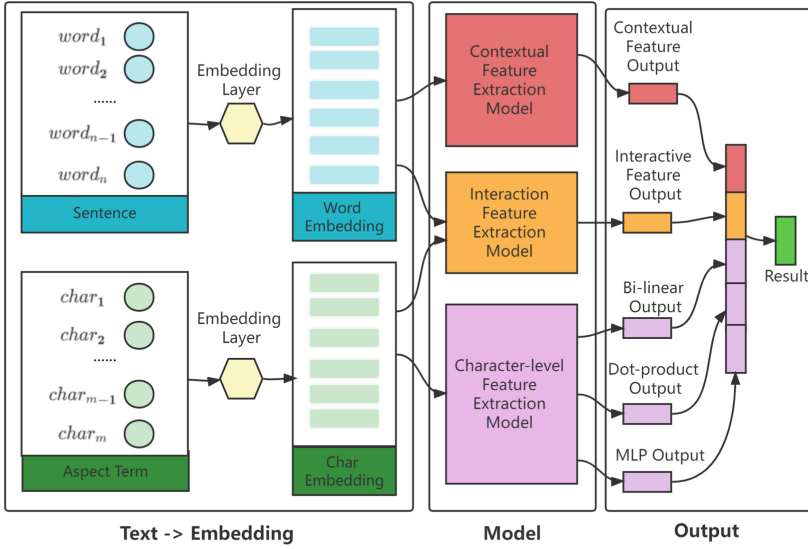 word1
word2
......
wordn−1
wordn
Sentence
Embedding
Layer
Word
Embedding
char1
char2
......
charm−1
charm
Aspect Term
Embedding
Layer
Char
Embedding
Text -> Embedding
Contextual
Feature
Extraction
Model
Interaction
Feature
Extraction
Model
Character-level
Feature
Extraction
Model
Model
Contextual
Feature
Output
Interactive
Feature
Output
Bi-linear
Output
Dot-product
Output
MLP Output
Result
Output